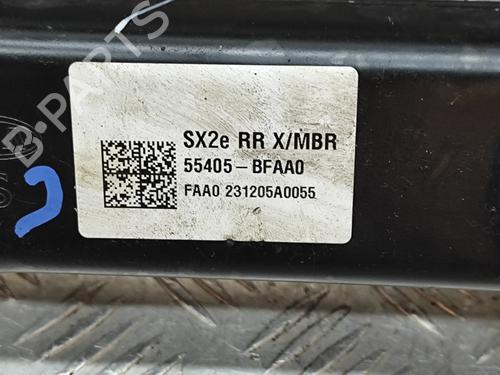 B-PARTS
SX2e RR X/MBR
55405-BFAA0
FAA0 231205A0055